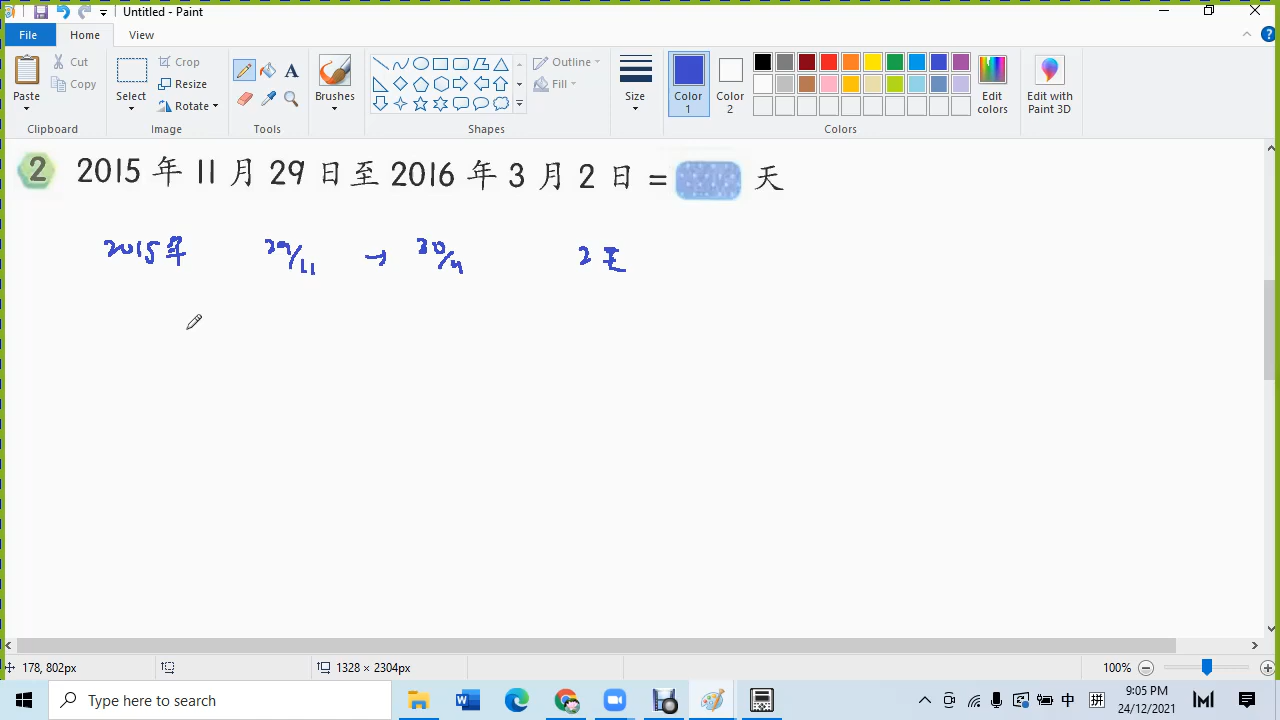 Untitled - Paint
File Home View
Paste Cut Copy Select Crop Resize Rotate Brushes Size Color 1 Color 2 Edit colors Edit with Paint 3D
Outline
Fill
Clipboard Image Tools Shapes Colors
2 2015 年 11 月 29 日至 2016 年 3 月 2 日 = 天
2015年 29/11 → 30/11 2 天
178, 802px 1328 × 2304px 100%
Type here to search
中 拼 9:05 PM
24/12/2021